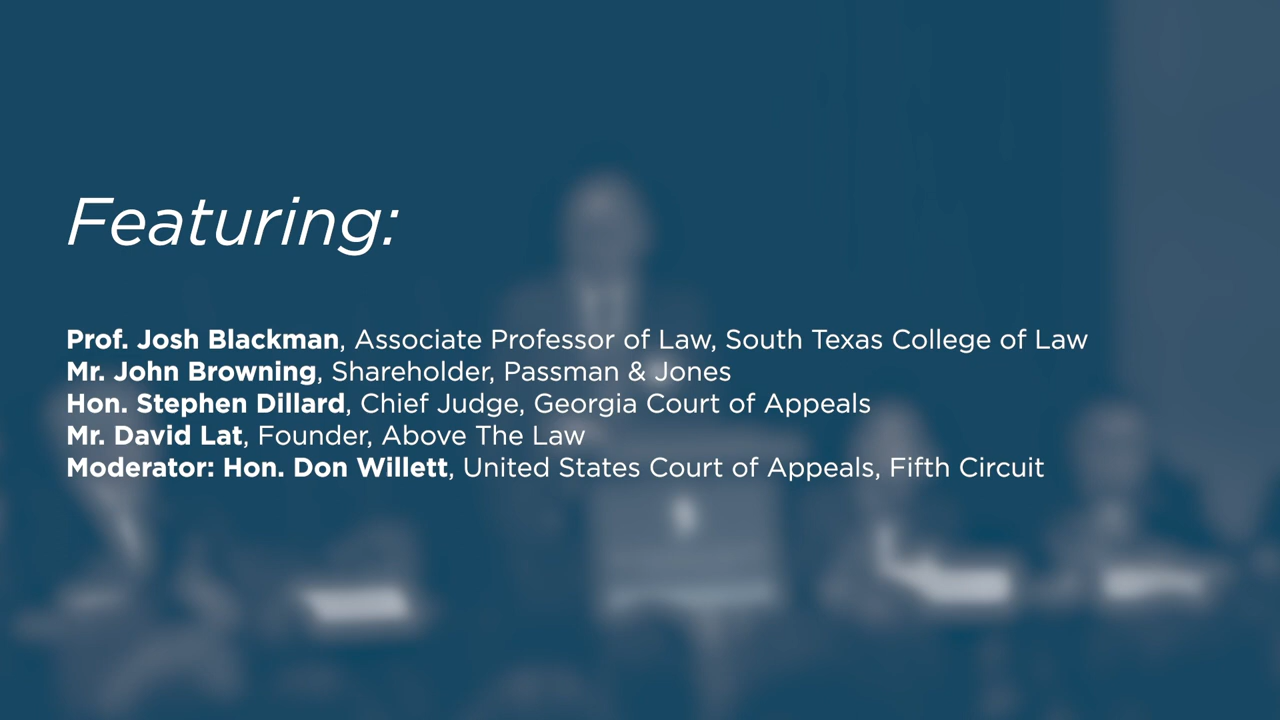 Featuring:
Prof. Josh Blackman, Associate Professor of Law, South Texas College of Law
Mr. John Browning, Shareholder, Passman & Jones
Hon. Stephen Dillard, Chief Judge, Georgia Court of Appeals
Mr. David Lat, Founder, Above The Law
Moderator: Hon. Don Willett, United States Court of Appeals, Fifth Circuit